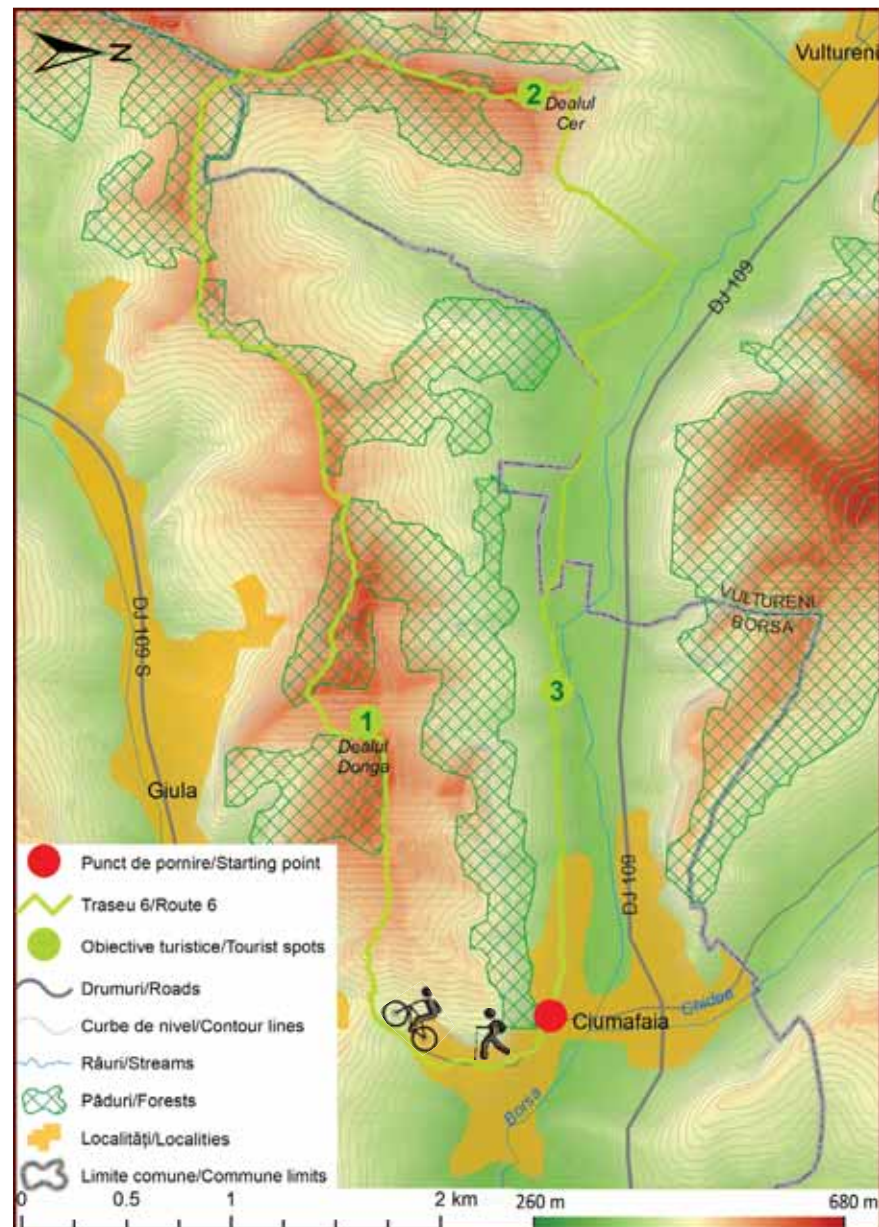 N
Vultureni
2
Dealul
Cer
DJ 109
VULTURENI
BORSA
DJ 109 S
3
1
Dealul
Donga
Giula
DJ 109
Ciumafaia
Borsa
Punct de pornire/Starting point
Traseu 6/Route 6
Obiective turistice/Tourist spots
Drumuri/Roads
Curbe de nivel/Contour lines
Râuri/Streams
Păduri/Forests
Localități/Localities
Limite comune/Commune limits
0 0.5 1 2 km 260 m 680 m